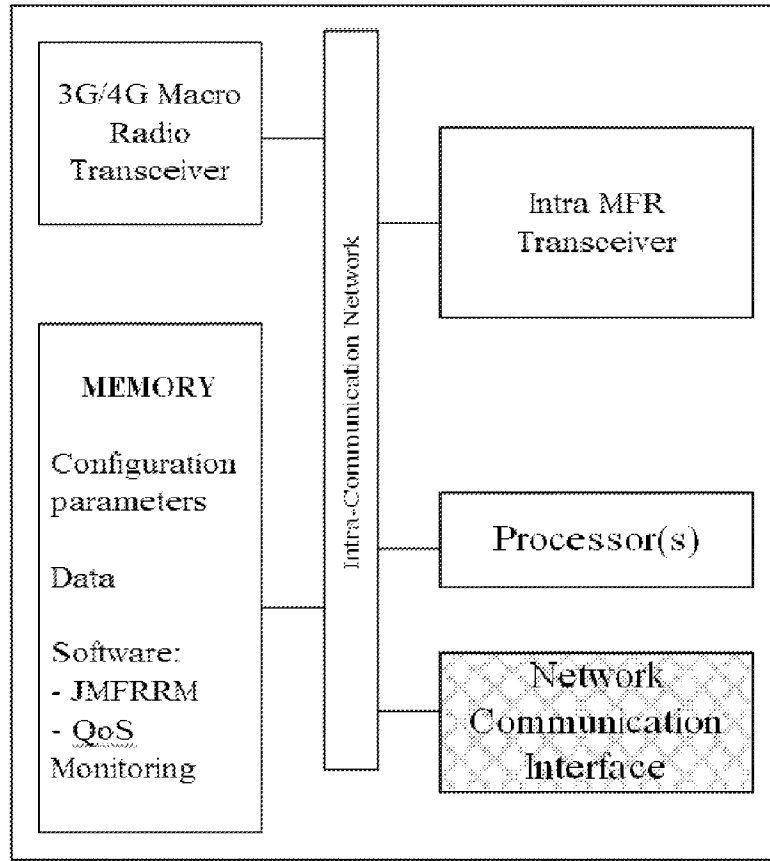 3G/4G Macro
Radio
Transceiver
Intra-Communication Network
Intra MFR
Transceiver
MEMORY
Configuration
parameters
Data
Software:
- JMFRRM
- QoS
Monitoring
Processor(s)
Network
Communication
Interface